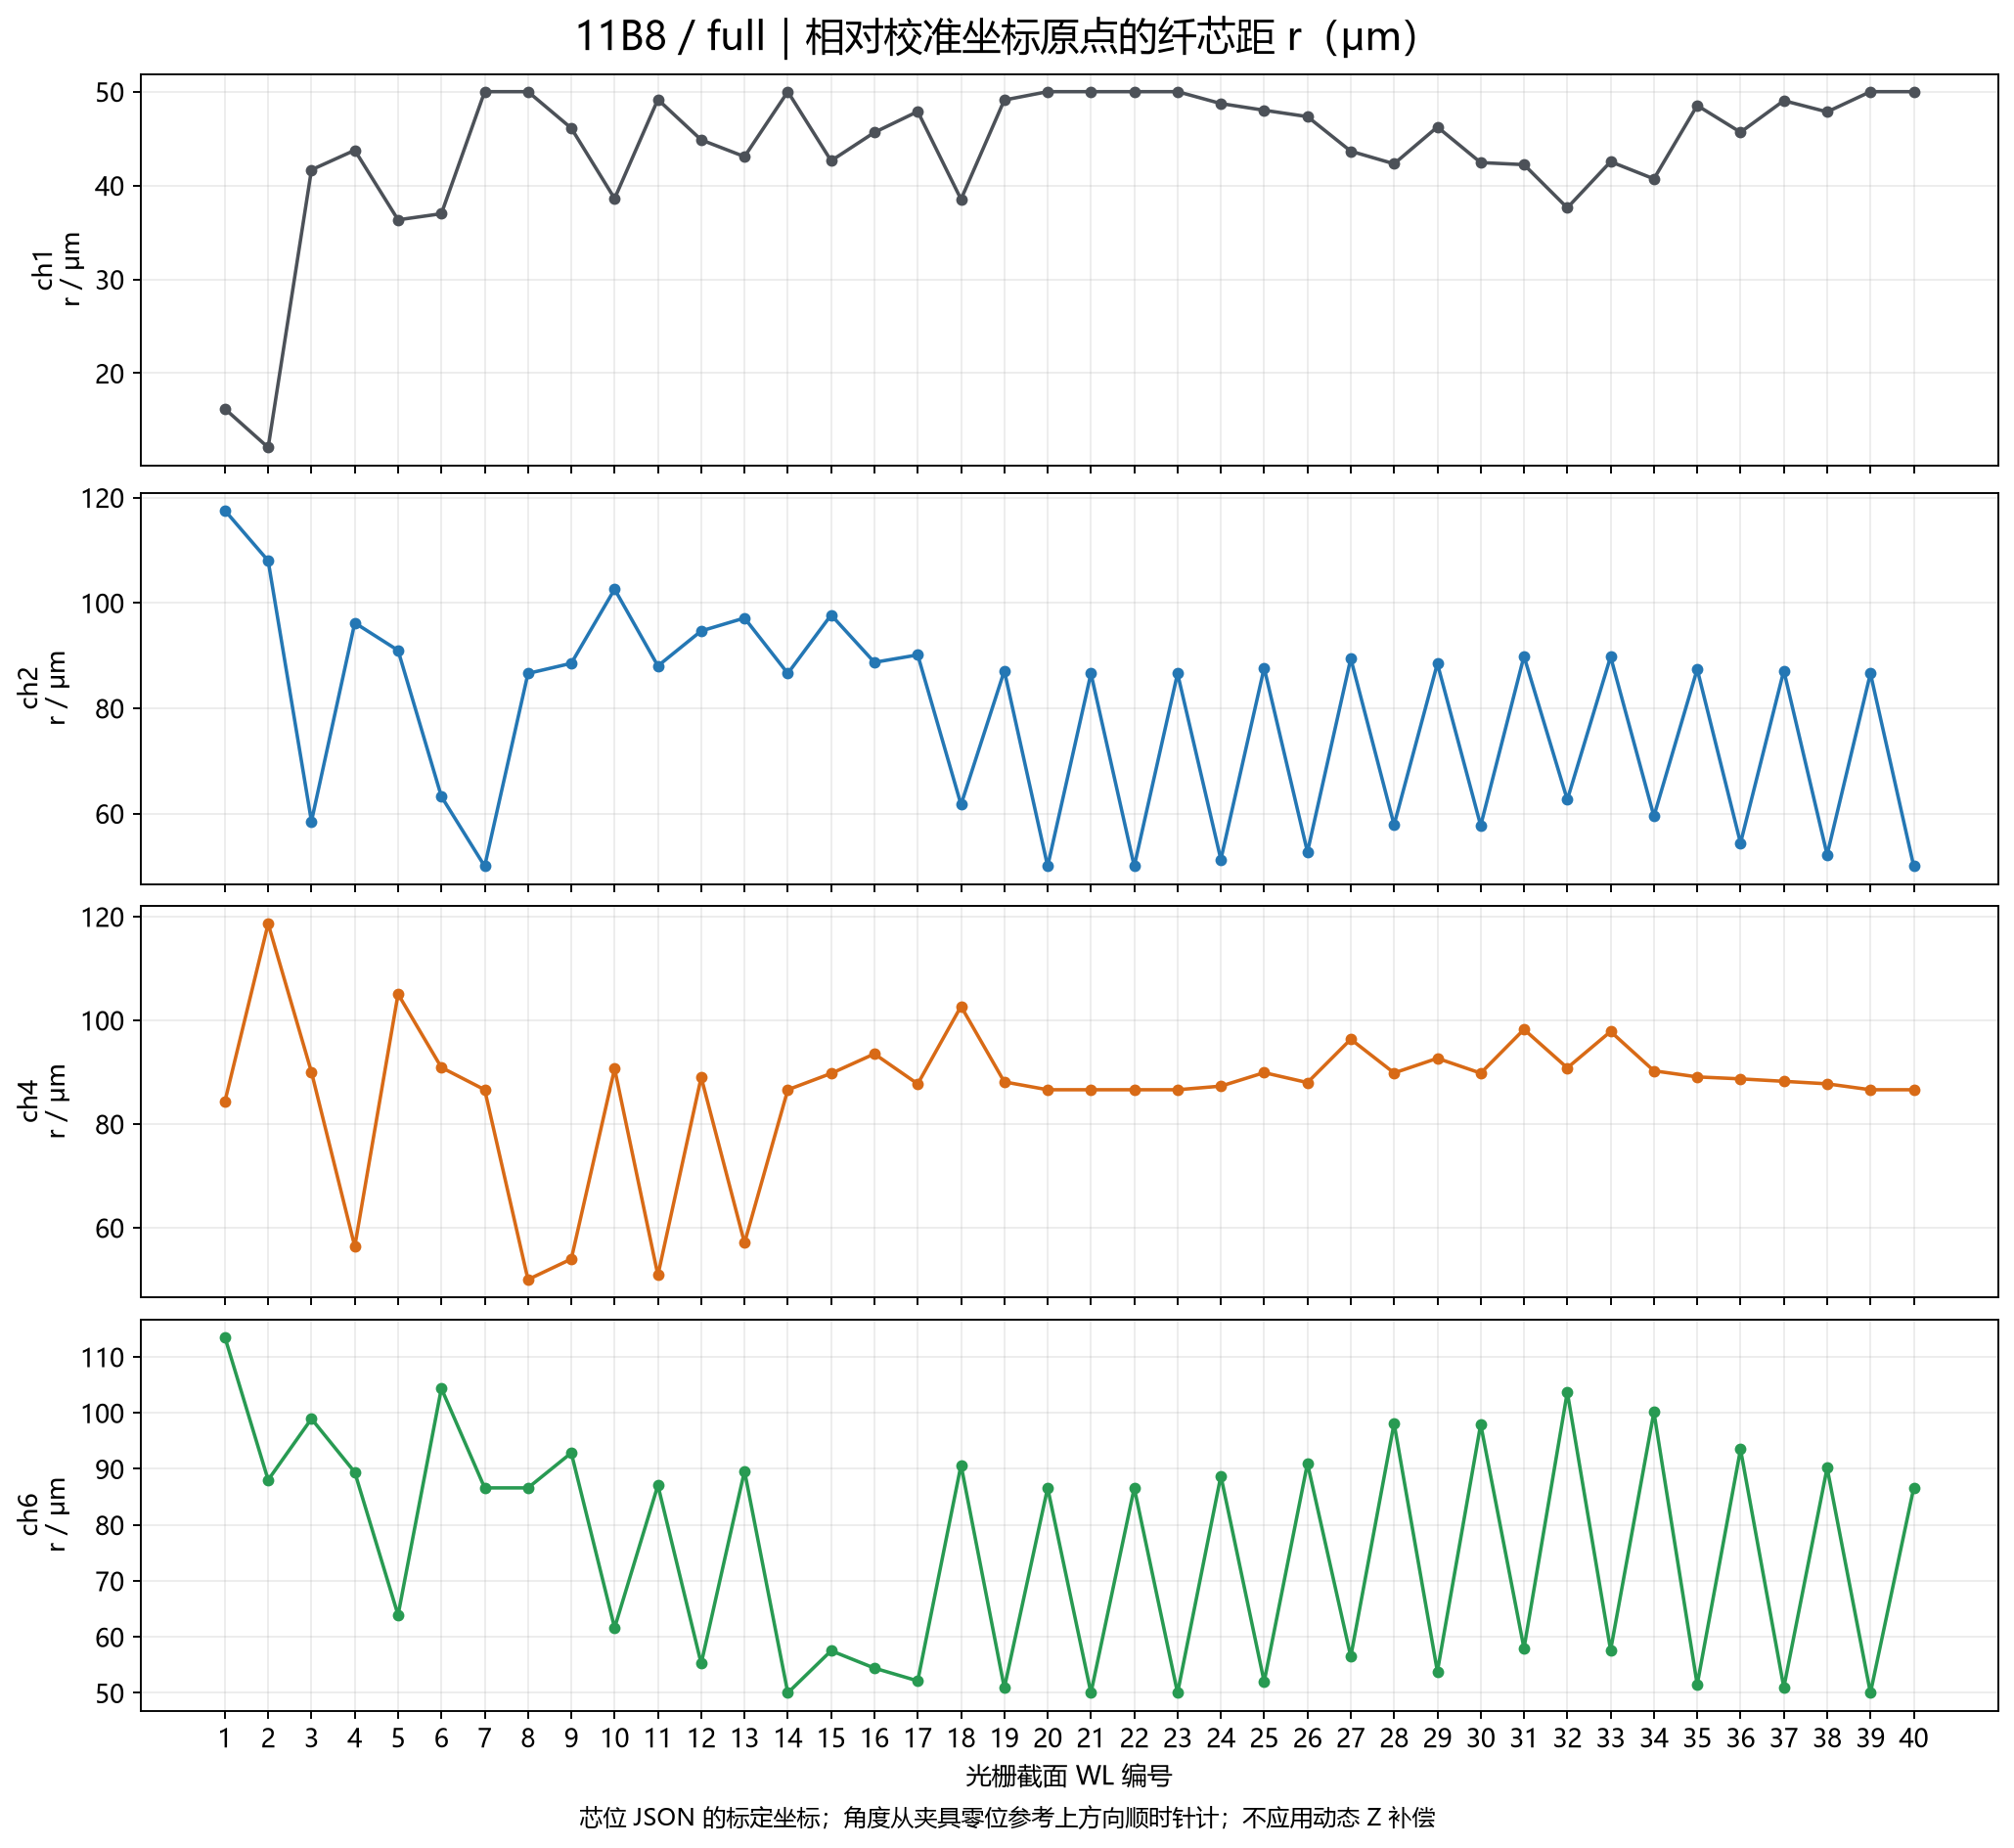 11B8 / full | 相对校准坐标原点的纤芯距 r（μm）
50
40
30
20
ch1
r / μm
120
100
80
60
ch2
r / μm
120
100
80
60
ch4
r / μm
110
100
90
80
70
60
50
ch6
r / μm
1 2 3 4 5 6 7 8 9 10 11 12 13 14 15 16 17 18 19 20 21 22 23 24 25 26 27 28 29 30 31 32 33 34 35 36 37 38 39 40
光栅截面 WL 编号
芯位 JSON 的标定坐标；角度从夹具零位参考上方向顺时针计；不应用动态 Z 补偿